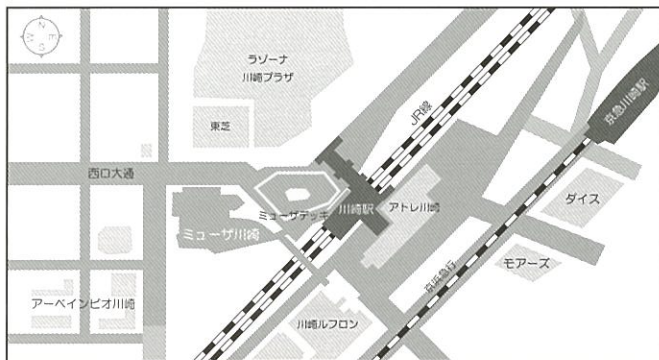 N
E
S
W
ラゾーナ
川崎プラザ
東芝
JR線
京急川崎駅
西口大通
ミューザデッキ
川崎駅
アトレ川崎
ダイス
ミューザ川崎
モアーズ
京浜急行
アーベインビオ川崎
川崎ルフロン